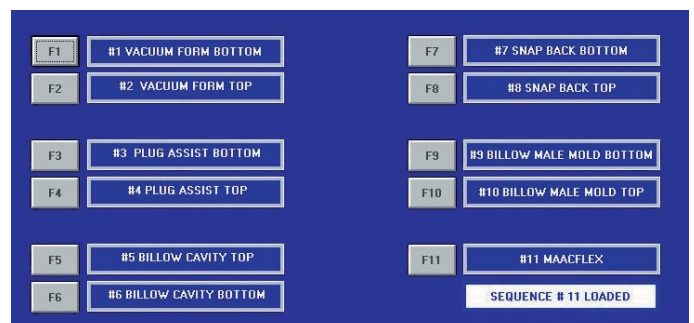 F1 #1 VACUUM FORM BOTTOM
F2 #2 VACUUM FORM TOP
F3 #3 PLUG ASSIST BOTTOM
F4 #4 PLUG ASSIST TOP
F5 #5 BILLOW CAVITY TOP
F6 #6 BILLOW CAVITY BOTTOM
F7 #7 SNAP BACK BOTTOM
F8 #8 SNAP BACK TOP
F9 #9 BILLOW MALE MOLD BOTTOM
F10 #10 BILLOW MALE MOLD TOP
F11 #11 MAACFLEX
SEQUENCE # 11 LOADED